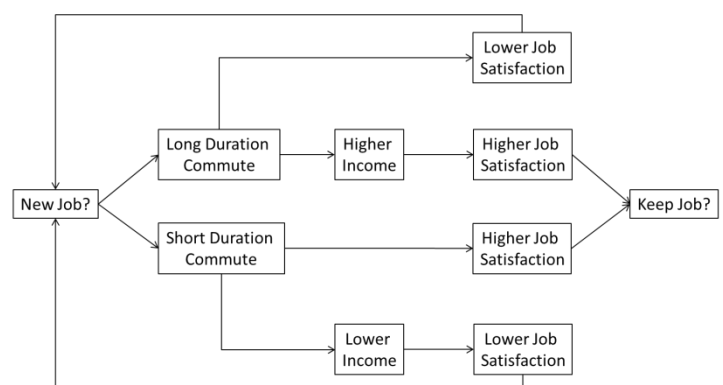 Lower Job
Satisfaction
Long Duration
Commute
Higher
Income
Higher Job
Satisfaction
New Job?
Keep Job?
Short Duration
Commute
Higher Job
Satisfaction
Lower
Income
Lower Job
Satisfaction